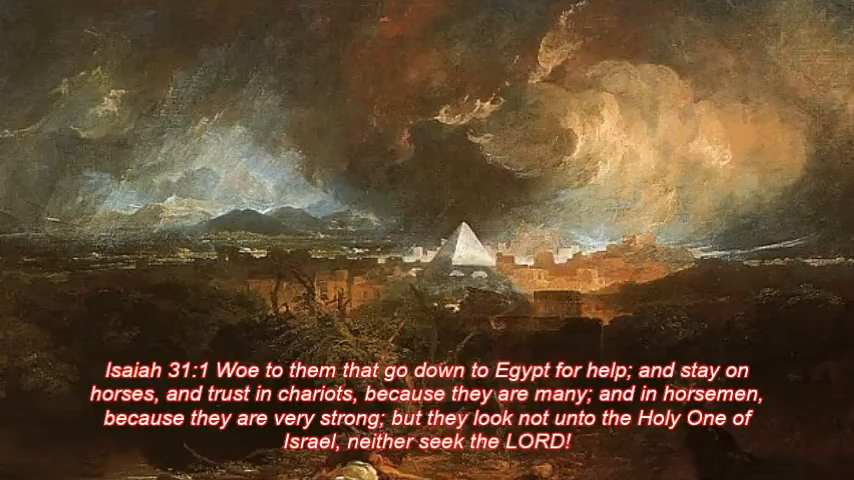 Isaiah 31:1 Woe to them that go down to Egypt for help; and stay on
horses, and trust in chariots, because they are many; and in horsemen,
because they are very strong; but they look not unto the Holy One of
Israel, neither seek the LORD!